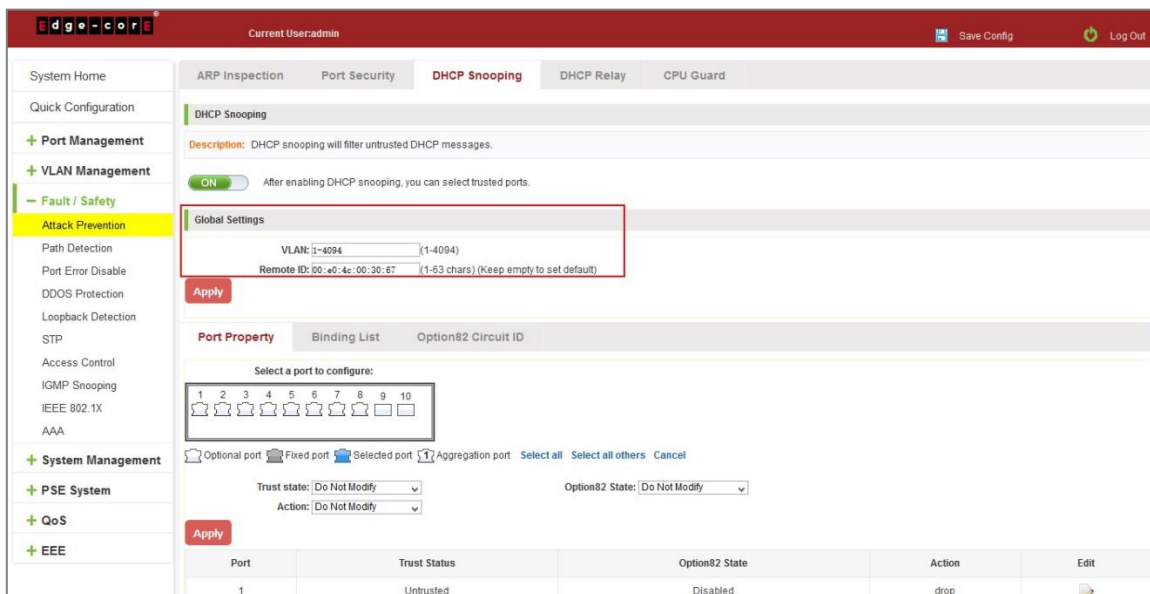 Edge-corE®
Current User:admin
Save Config
Log Out
System Home
Quick Configuration
+ Port Management
+ VLAN Management
− Fault / Safety
Attack Prevention
Path Detection
Port Error Disable
DDOS Protection
Loopback Detection
STP
Access Control
IGMP Snooping
IEEE 802.1X
AAA
+ System Management
+ PSE System
+ QoS
+ EEE
ARP Inspection Port Security DHCP Snooping DHCP Relay CPU Guard
DHCP Snooping
Description: DHCP snooping will filter untrusted DHCP messages.
ON After enabling DHCP snooping, you can select trusted ports.
Global Settings
VLAN: 1-4094 (1-4094)
Remote ID: 00:e0:4c:00:30:67 (1-63 chars) (Keep empty to set default)
Apply
Port Property Binding List Option82 Circuit ID
Select a port to configure:
1 2 3 4 5 6 7 8 9 10
Optional port Fixed port Selected port 1 Aggregation port Select all Select all others Cancel
Trust state: Do Not Modify Option82 State: Do Not Modify
Action: Do Not Modify
Apply
Port Trust Status Option82 State Action Edit
1 Untrusted Disabled drop